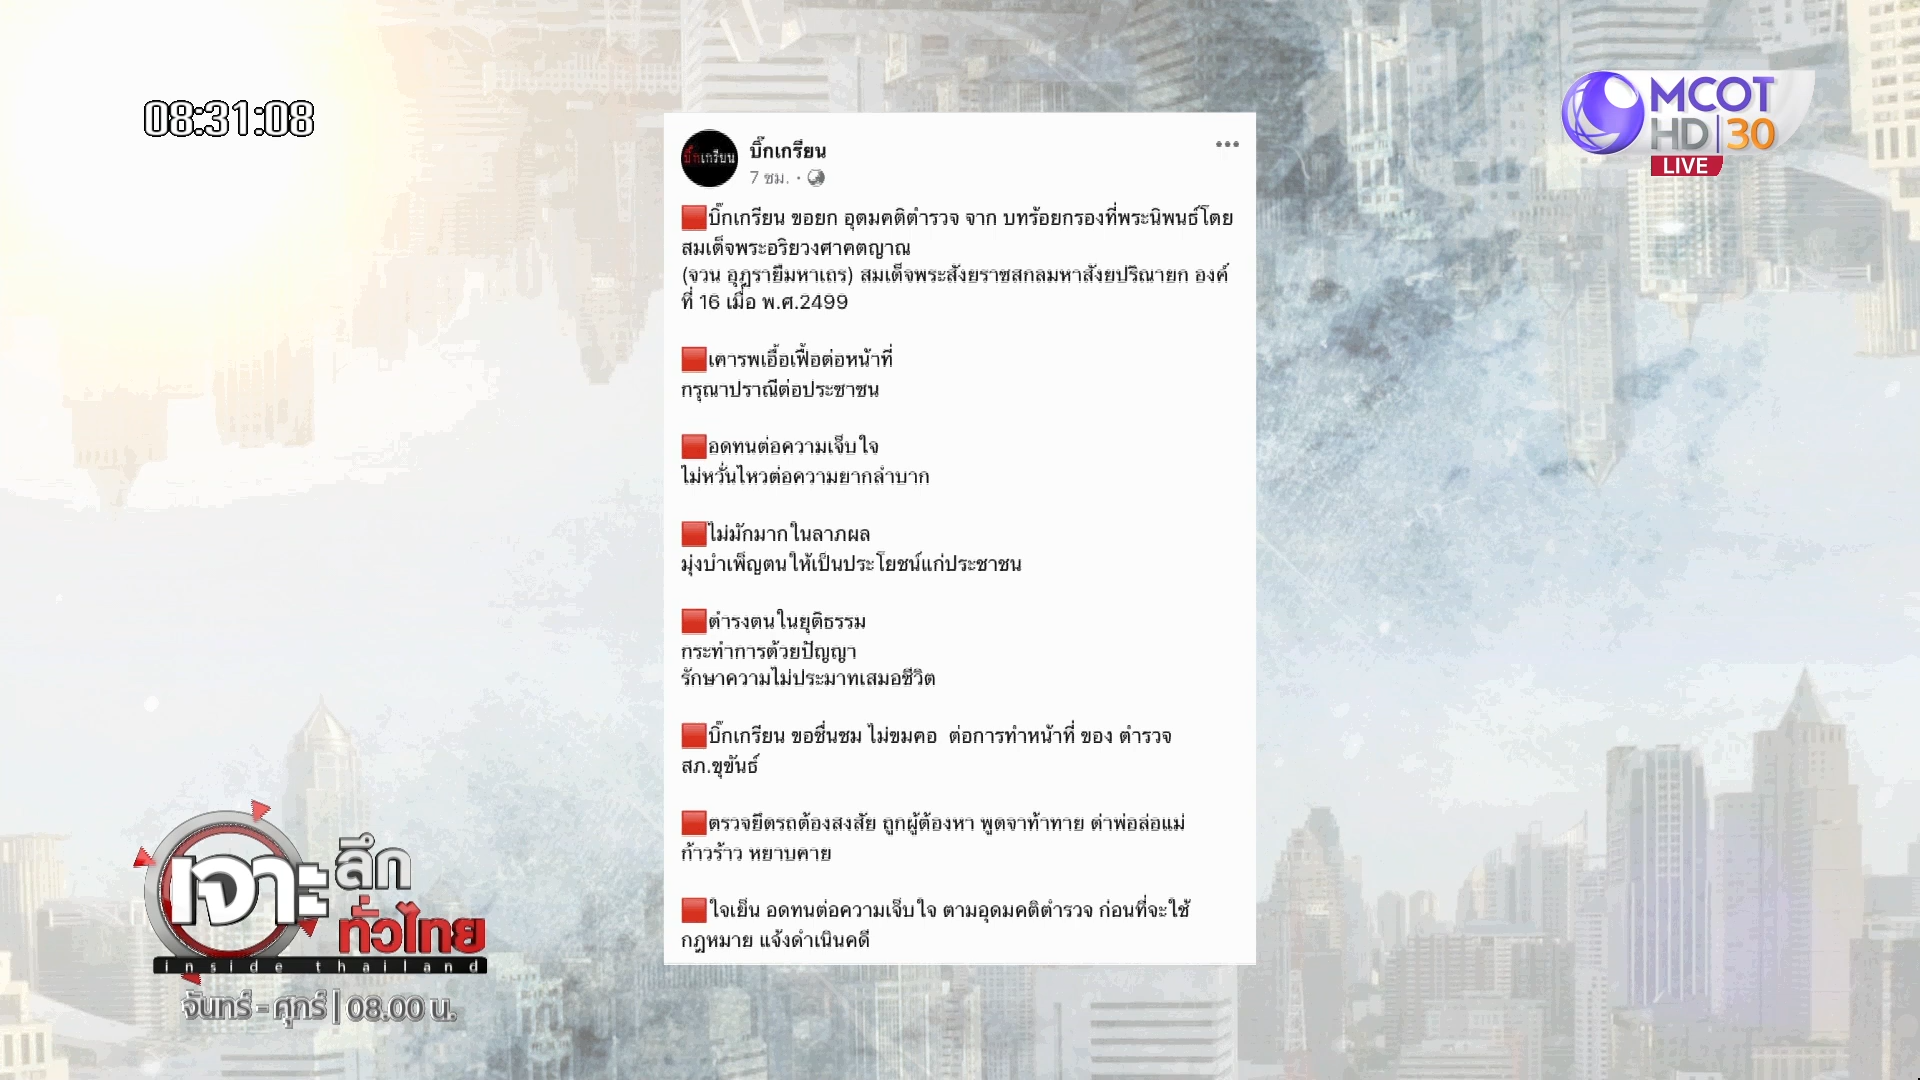 08:31:08
MCOT
HD 30
LIVE
บิ๊กเกรียน
บิ๊กเกรียน
7 ชม.
บิ๊กเกรียน ขอยก อุดมคติตำรวจ จาก บทร้อยกรองที่พระนิพนธ์โดย
สมเด็จพระอริยวงศาคตญาณ
(จวน อุฏฐายีมหาเถร) สมเด็จพระสังฆราชสกลมหาสังฆปริณายก องค์
ที่ 16 เมื่อ พ.ศ.2499
เคารพเอื้อเฟื้อต่อหน้าที่
กรุณาปราณีต่อประชาชน
อดทนต่อความเจ็บใจ
ไม่หวั่นไหวต่อความยากลำบาก
ไม่มักมากในลาภผล
มุ่งบำเพ็ญตนให้เป็นประโยชน์แก่ประชาชน
ดำรงตนในยุติธรรม
กระทำการด้วยปัญญา
รักษาความไม่ประมาทเสมอชีวิต
บิ๊กเกรียน ขอชื่นชม ไม่ขมคอ ต่อการทำหน้าที่ ของ ตำรวจ
สภ.ขุขันธ์
ตรวจยึดรถต้องสงสัย ถูกผู้ต้องหา พูดจาท้าทาย ด่าพ่อล่อแม่
ก้าวร้าว หยาบคาย
ใจเย็น อดทนต่อความเจ็บใจ ตามอุดมคติตำรวจ ก่อนที่จะใช้
กฎหมาย แจ้งดำเนินคดี
เจาะลึก
ทั่วไทย
inside thailand
จันทร์ - ศุกร์ | 08.00 น.